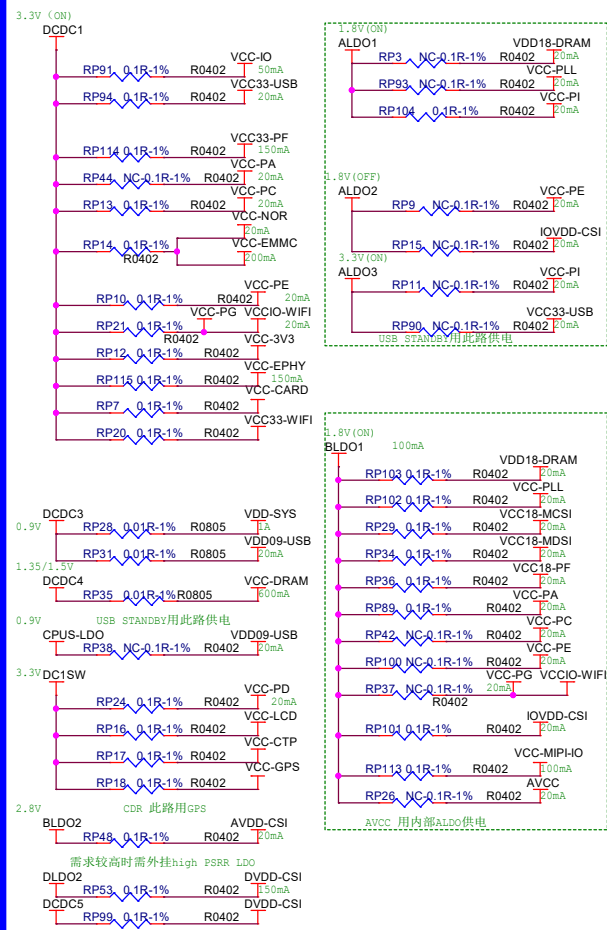 3.3V (ON)
DCDC1
VCC-IO
RP91 0.1R-1% R0402 50mA
VCC33-USB
RP94 0.1R-1% R0402 20mA
VCC33-PF
RP114 0.1R-1% R0402 150mA
VCC-PA
RP44 NC-0.1R-1% R0402 20mA
VCC-PC
RP13 0.1R-1% R0402 20mA
VCC-NOR
20mA
RP14 0.1R-1% VCC-EMMC
R0402 200mA
VCC-PE
RP10 0.1R-1% R0402 20mA
VCC-PG VCCIO-WIFI
RP21 0.1R-1% 20mA
R0402 VCC-3V3
RP12 0.1R-1% R0402
VCC-EPHY
RP115 0.1R-1% R0402 150mA
VCC-CARD
RP7 0.1R-1% R0402
VCC33-WIFI
RP20 0.1R-1% R0402
DCDC3 VDD-SYS
0.9V RP28 0.01R-1% R0805 1A
VDD09-USB
RP31 0.01R-1% R0805 20mA
1.35/1.5V
DCDC4 VCC-DRAM
RP35 0.01R-1% R0805 600mA
0.9V USB STANDBY用此路供电
CPUS-LDO VDD09-USB
RP38 NC-0.1R-1% R0402 20mA
3.3V DC1SW
VCC-PD
RP24 0.1R-1% R0402 20mA
VCC-LCD
RP16 0.1R-1% R0402
VCC-CTP
RP17 0.1R-1% R0402
VCC-GPS
RP18 0.1R-1% R0402
2.8V CDR 此路用GPS
BLDO2 AVDD-CSI
RP48 0.1R-1% R0402 20mA
需求较高时需外挂high PSRR LDO
DLDO2 DVDD-CSI
RP53 0.1R-1% R0402 150mA
DCDC5 DVDD-CSI
RP99 0.1R-1% R0402
1.8V(ON)
ALDO1 VDD18-DRAM
RP3 NC-0.1R-1% R0402 20mA
VCC-PLL
RP93 NC-0.1R-1% R0402 20mA
VCC-PI
RP104 0.1R-1% R0402 20mA
1.8V(OFF)
ALDO2 VCC-PE
RP9 NC-0.1R-1% R0402 20mA
IOVDD-CSI
RP15 NC-0.1R-1% R0402 20mA
3.3V(ON)
ALDO3 VCC-PI
RP11 NC-0.1R-1% R0402 20mA
VCC33-USB
RP90 NC-0.1R-1% R0402 20mA
USB STANDBY用此路供电
1.8V(ON)
BLDO1 100mA
VDD18-DRAM
RP103 0.1R-1% R0402 20mA
VCC-PLL
RP102 0.1R-1% R0402 20mA
VCC18-MCSI
RP29 0.1R-1% R0402 20mA
VCC18-MDSI
RP34 0.1R-1% R0402 20mA
VCC18-PF
RP36 0.1R-1% R0402 20mA
VCC-PA
RP89 0.1R-1% R0402 20mA
VCC-PC
RP42 NC-0.1R-1% R0402 20mA
VCC-PE
RP100 NC-0.1R-1% R0402 20mA
VCC-PG VCCIO-WIFI
RP37 NC-0.1R-1% 20mA
R0402
IOVDD-CSI
RP101 0.1R-1% R0402 20mA
VCC-MIPI-IO
RP113 0.1R-1% R0402 100mA
AVCC
RP26 NC-0.1R-1% R0402 20mA
AVCC 用内部ALDO供电